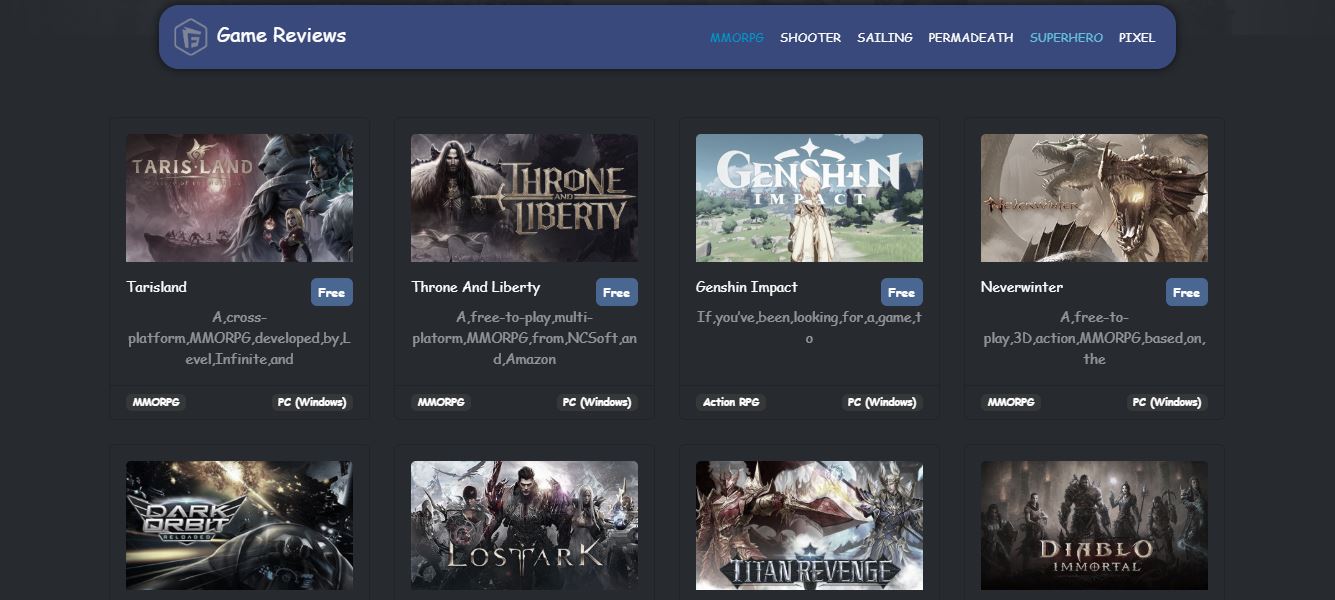 Game Reviews
MMORPG SHOOTER SAILING PERMADEATH SUPERHERO PIXEL
TARIS·LAND
THRONE
AND
LIBERTY
GENSHIN
IMPACT
NEVERWINTER
Tarisland
Free
A,cross-
platform,MMORPG,developed,by,L
evel,Infinite,and
MMORPG PC (Windows)
Throne And Liberty
Free
A,free-to-play,multi-
platorm,MMORPG,from,NCSoft,an
d,Amazon
MMORPG PC (Windows)
Genshin Impact
Free
If,you've,been,looking,for,a,game,t
o
Action RPG PC (Windows)
Neverwinter
Free
A,free-to-
play,3D,action,MMORPG,based,on,
the
MMORPG PC (Windows)
DARK
ORBIT
RELOADED
LOST ARK
TITAN REVENGE
DIABLO
IMMORTAL